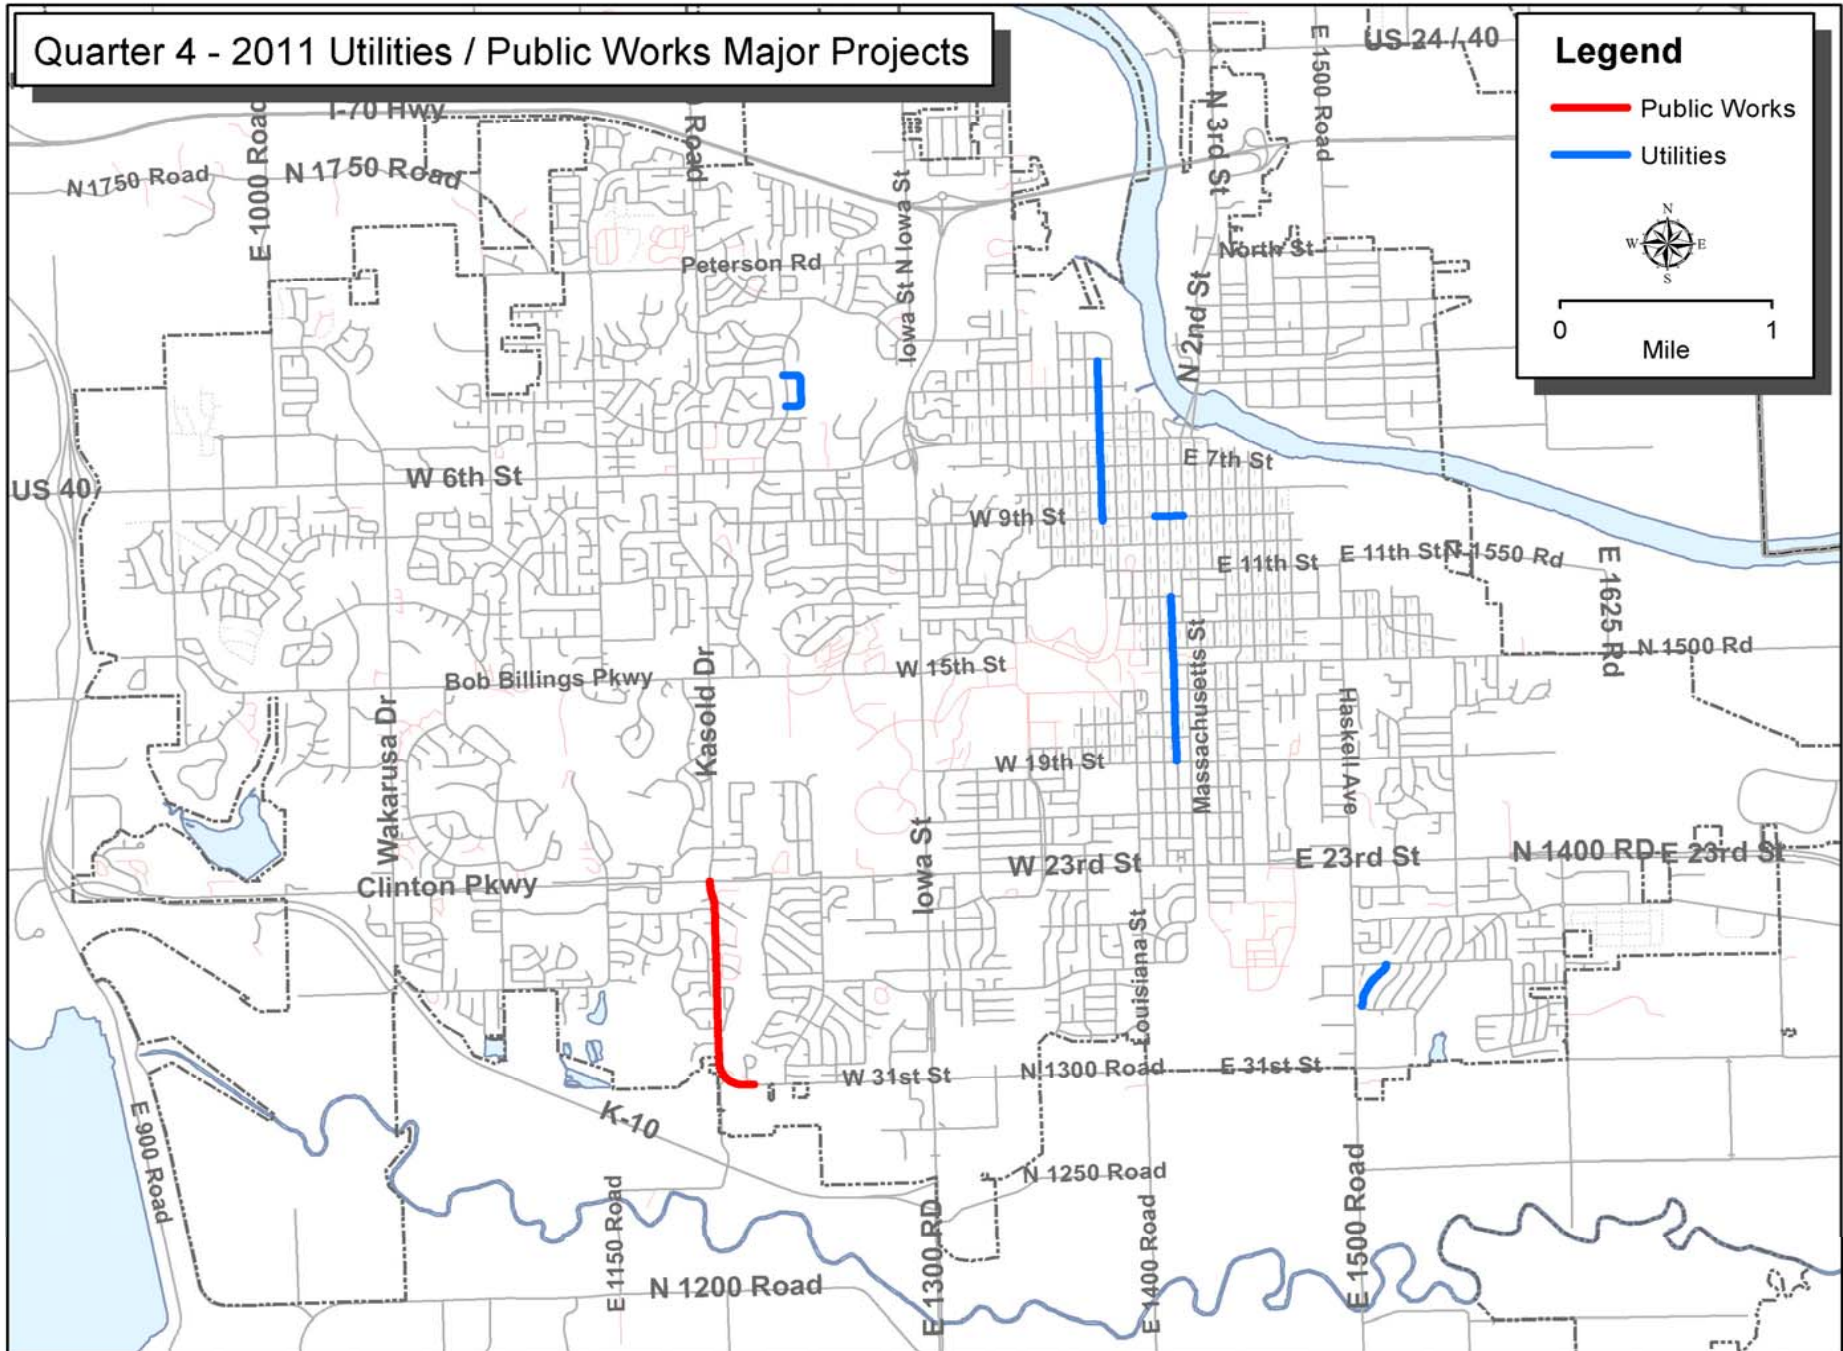 Quarter 4 - 2011 Utilities / Public Works Major Projects
Legend
Public Works
Utilities
N
W
E
S
0
1
Mile
US 24 / 40
E 1500 Road
N 3rd St
I-70 Hwy
E 1000 Road
Road
N 1750 Road
N 1750 Road
Iowa St
N Iowa St
Peterson Rd
North St
N 2nd St
US 40
W 6th St
E 7th St
W 9th St
E 11th St
E 11th St
N 1550 Rd
E 1625 Rd
N 1500 Rd
Bob Billings Pkwy
W 15th St
Kasold Dr
Wakarusa Dr
Massachusetts St
Haskell Ave
W 19th St
Iowa St
W 23rd St
E 23rd St
N 1400 RD
E 23rd St
Clinton Pkwy
Louisiana St
W 31st St
N 1300 Road
E 31st St
K-10
E 900 Road
N 1250 Road
E 1150 Road
E 1300 RD
E 1400 Road
E 1500 Road
N 1200 Road